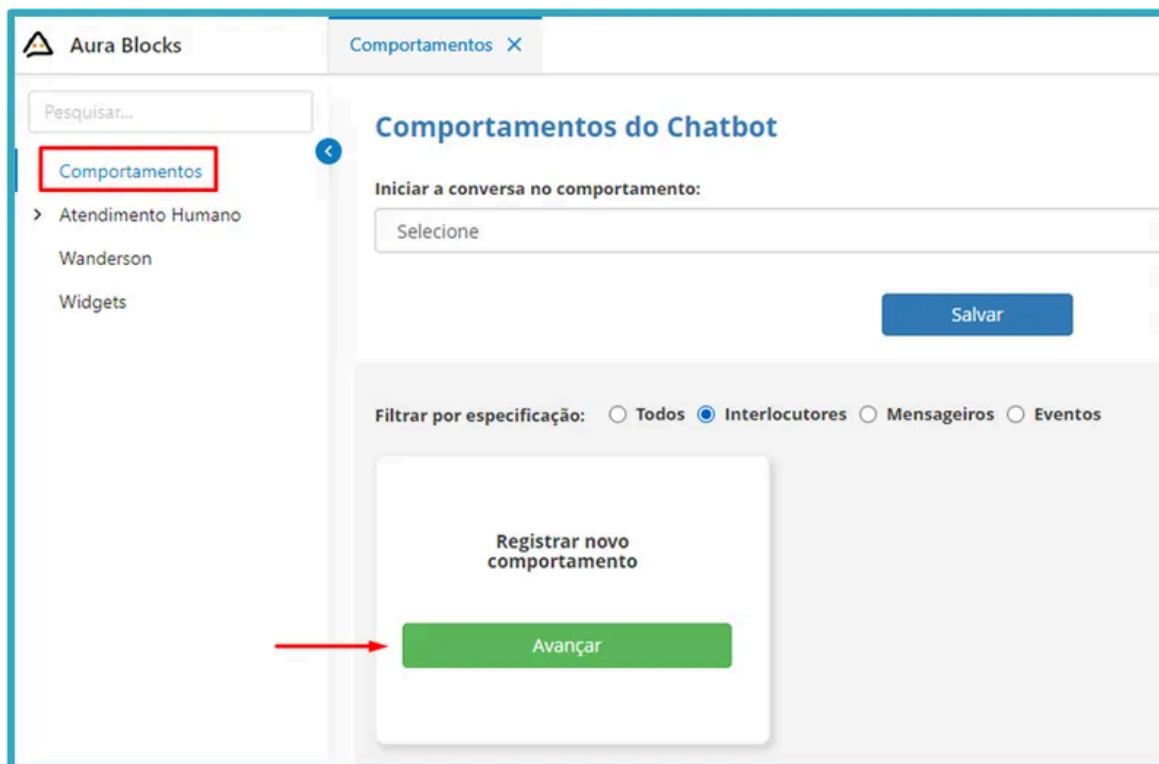 Aura Blocks
Comportamentos
Pesquisar...
Comportamentos
Atendimento Humano
Wanderson
Widgets
Comportamentos do Chatbot
Iniciar a conversa no comportamento:
Selecione
Salvar
Filtrar por especificação: Todos Interlocutores Mensageiros Eventos
Registrar novo
comportamento
Avançar